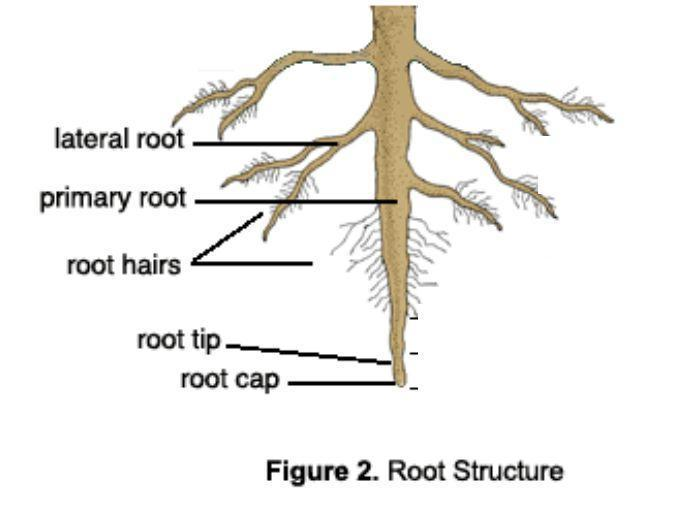 lateral root
primary root
root hairs
root tip
root cap
Figure 2. Root Structure